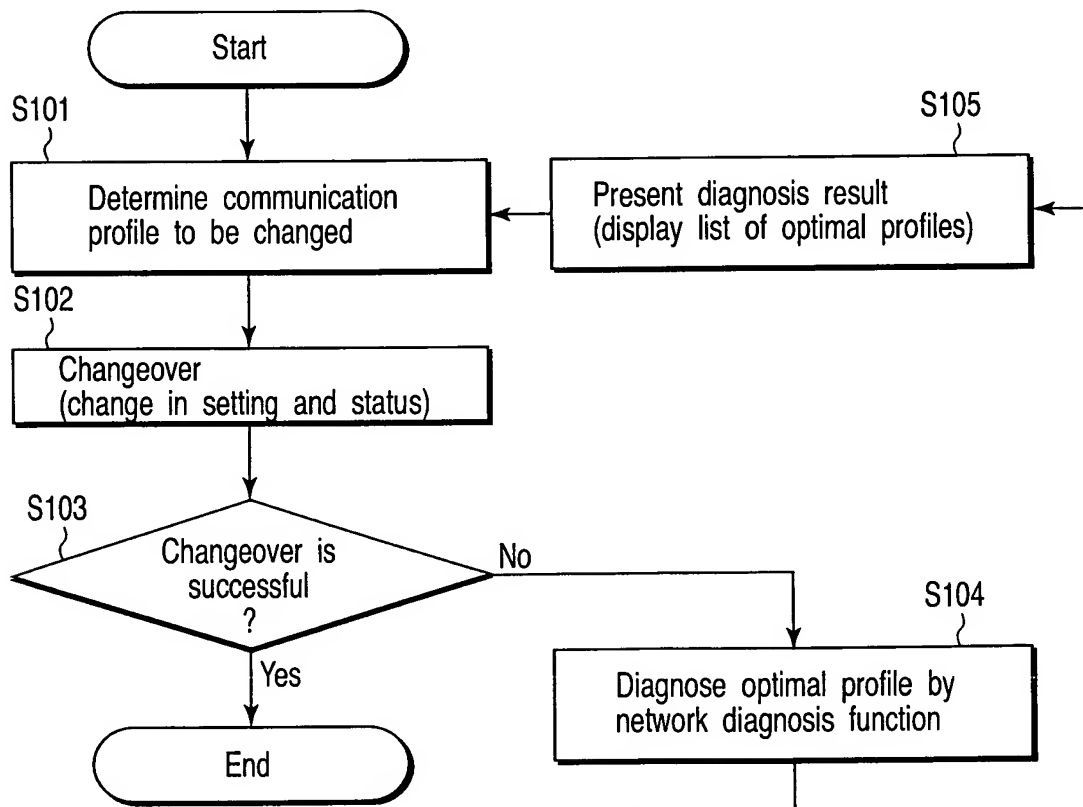 Start
S101
Determine communication
profile to be changed
S105
Present diagnosis result
(display list of optimal profiles)
S102
Changeover
(change in setting and status)
S103
Changeover is
successful
?
No
Yes
S104
Diagnose optimal profile by
network diagnosis function
End